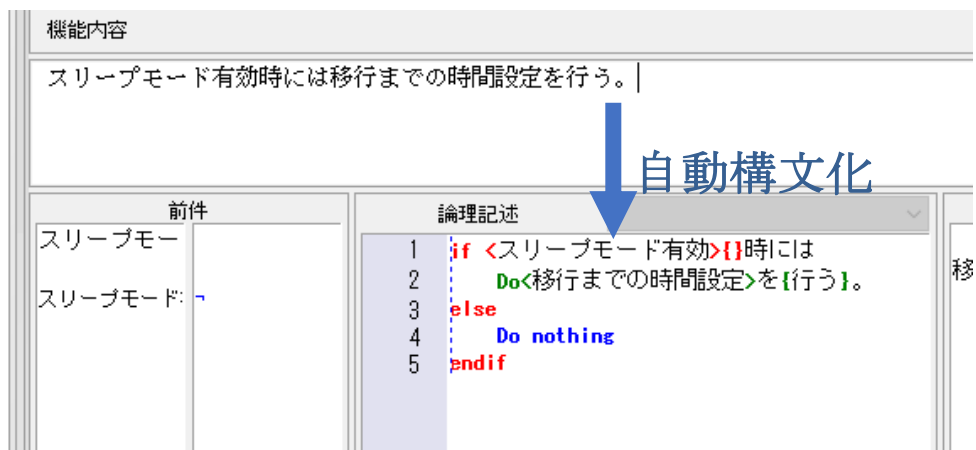 機能内容
スリープモード有効時には移行までの時間設定を行う。
自動構文化
前件
スリープモー
スリープモード:
¬
論理記述
1 if <スリープモード有効>{}時には
2 Do<移行までの時間設定>を{行う}。
3 else
4 Do nothing
5 endif
移